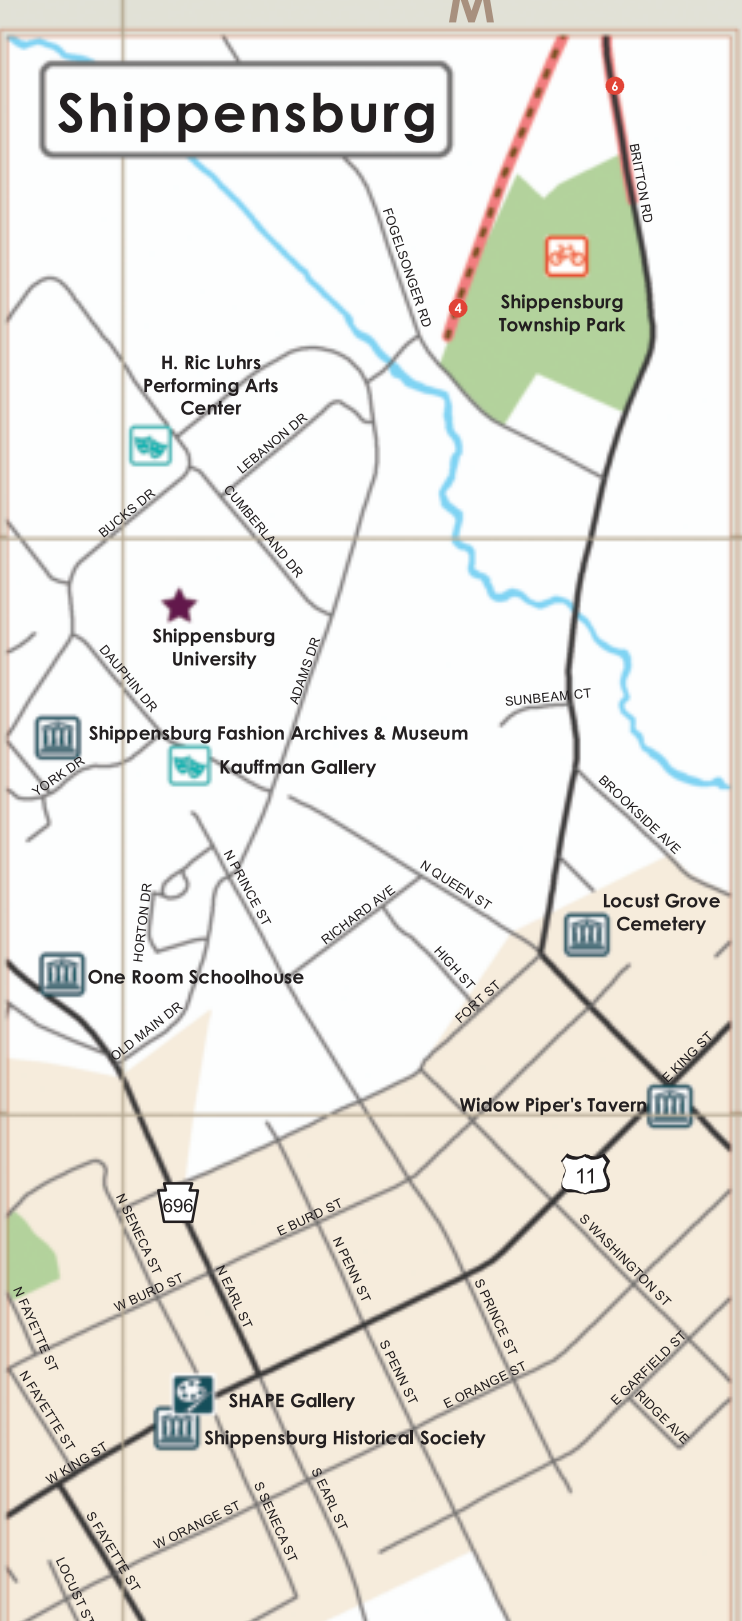 M
Shippensburg
6
BRITTON RD
FOGELSONGER RD
4
Shippensburg
Township Park
H. Ric Luhrs
Performing Arts
Center
LEBANON DR
BUCKS DR
CUMBERLAND DR
Shippensburg
University
DAUPHIN DR
ADAMS DR
SUNBEAM CT
Shippensburg Fashion Archives & Museum
Kauffman Gallery
YORK DR
BROOKSIDE AVE
N PRINCE ST
N QUEEN ST
HORTON DR
RICHARD AVE
Locust Grove
Cemetery
HIGH ST
One Room Schoolhouse
FORT ST
OLD MAIN DR
E KING ST
Widow Piper's Tavern
11
696
N SENECA ST
E BURD ST
S WASHINGTON ST
N PENN ST
N EARL ST
W BURD ST
N FAYETTE ST
S PRINCE ST
S PENN ST
E GARFIELD ST
N FAYETTE ST
E ORANGE ST
RIDGE AVE
SHAPE Gallery
Shippensburg Historical Society
W KING ST
S EARL ST
S SENECA ST
W ORANGE ST
S FAYETTE ST
LOCUST ST